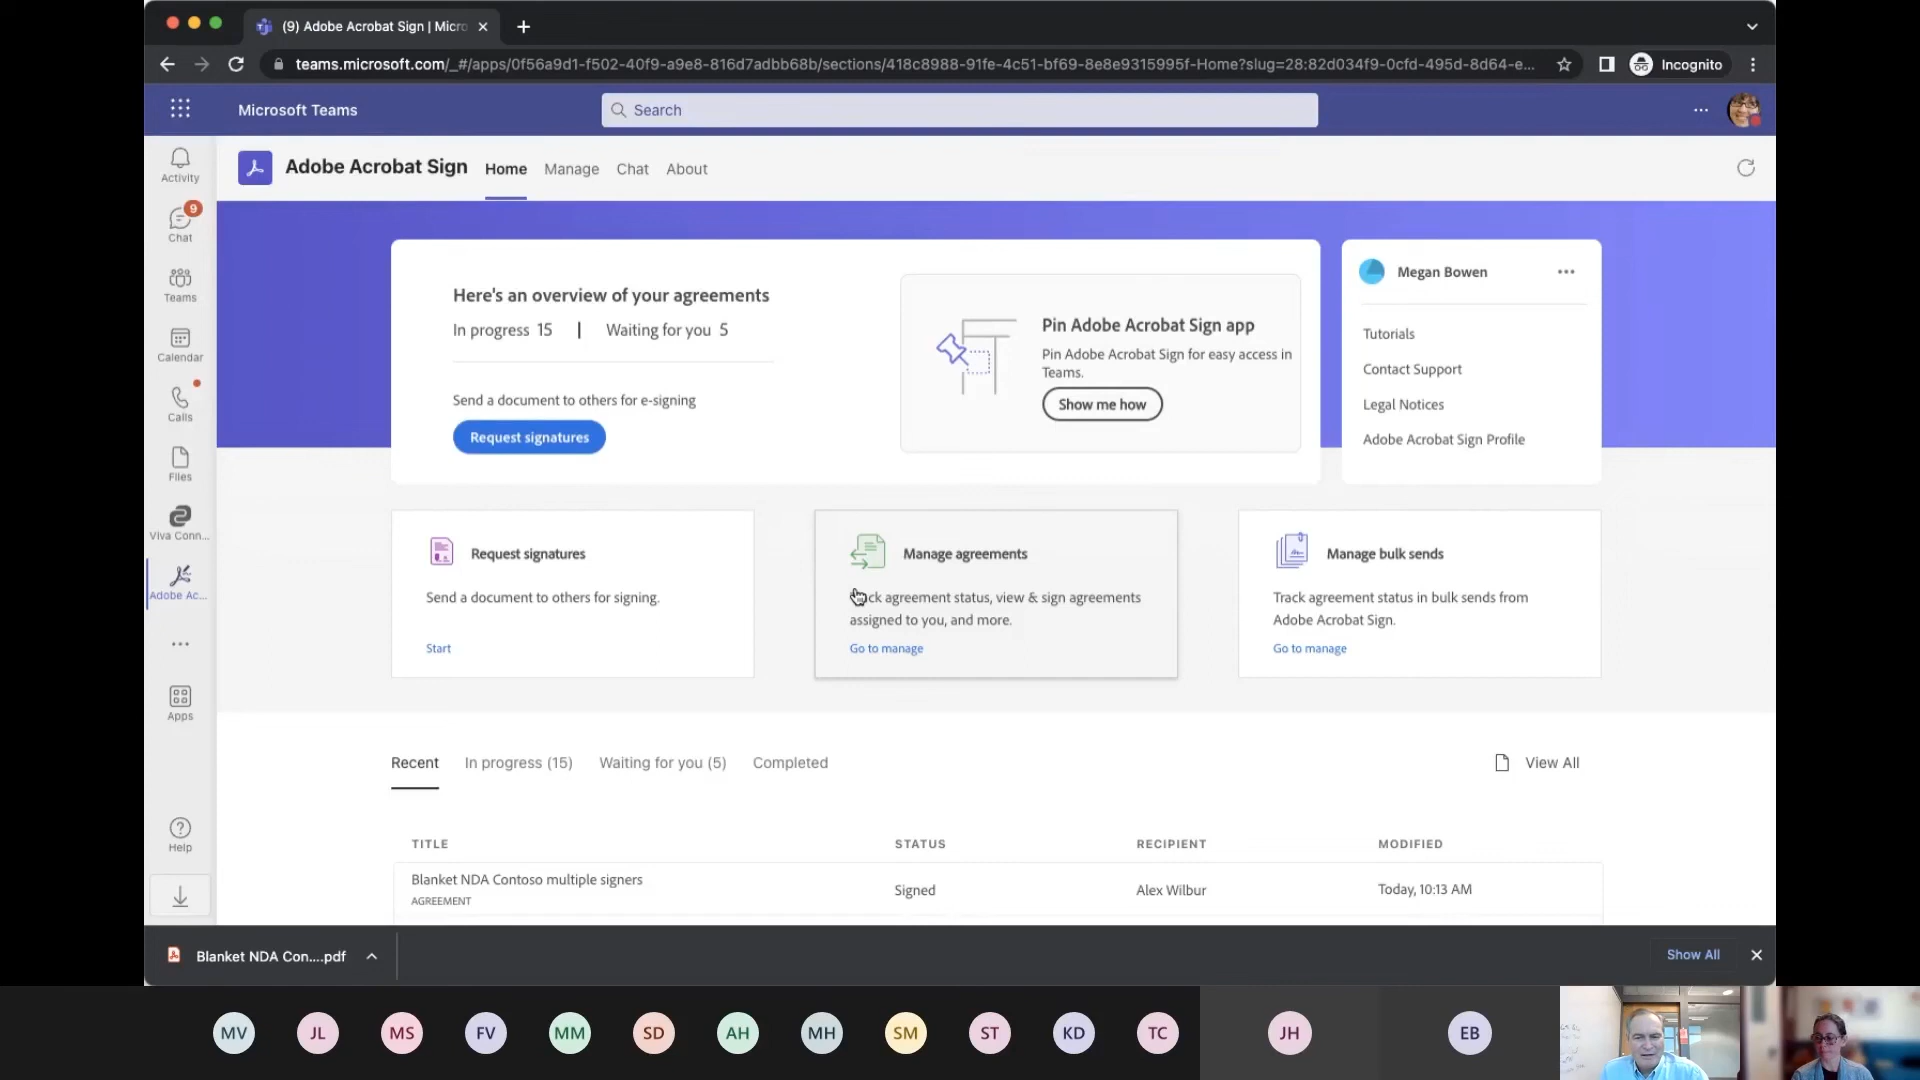 (9) Adobe Acrobat Sign | Micro
teams.microsoft.com/_#/apps/0f56a9d1-f502-40f9-a9e8-816d7adbb68b/sections/418c8988-91fe-4c51-bf69-8e8e9315995f-Home?slug=28:82d034f9-0cfd-495d-8d64-e...
Incognito
Microsoft Teams
Search
Adobe Acrobat Sign
Home
Manage
Chat
About
Activity
9
Chat
Teams
Calendar
Calls
Files
Viva Conn...
Adobe Ac...
Apps
Help
Here's an overview of your agreements
In progress 15 | Waiting for you 5
Send a document to others for e-signing
Request signatures
Pin Adobe Acrobat Sign app
Pin Adobe Acrobat Sign for easy access in
Teams.
Show me how
Megan Bowen
Tutorials
Contact Support
Legal Notices
Adobe Acrobat Sign Profile
Request signatures
Send a document to others for signing.
Start
Manage agreements
ck agreement status, view & sign agreements
assigned to you, and more.
Go to manage
Manage bulk sends
Track agreement status in bulk sends from
Adobe Acrobat Sign.
Go to manage
Recent
In progress (15)
Waiting for you (5)
Completed
View All
TITLE
STATUS
RECIPIENT
MODIFIED
Blanket NDA Contoso multiple signers
AGREEMENT
Signed
Alex Wilbur
Today, 10:13 AM
Blanket NDA Con....pdf
Show All
MV
JL
MS
FV
MM
SD
AH
MH
SM
ST
KD
TC
JH
EB